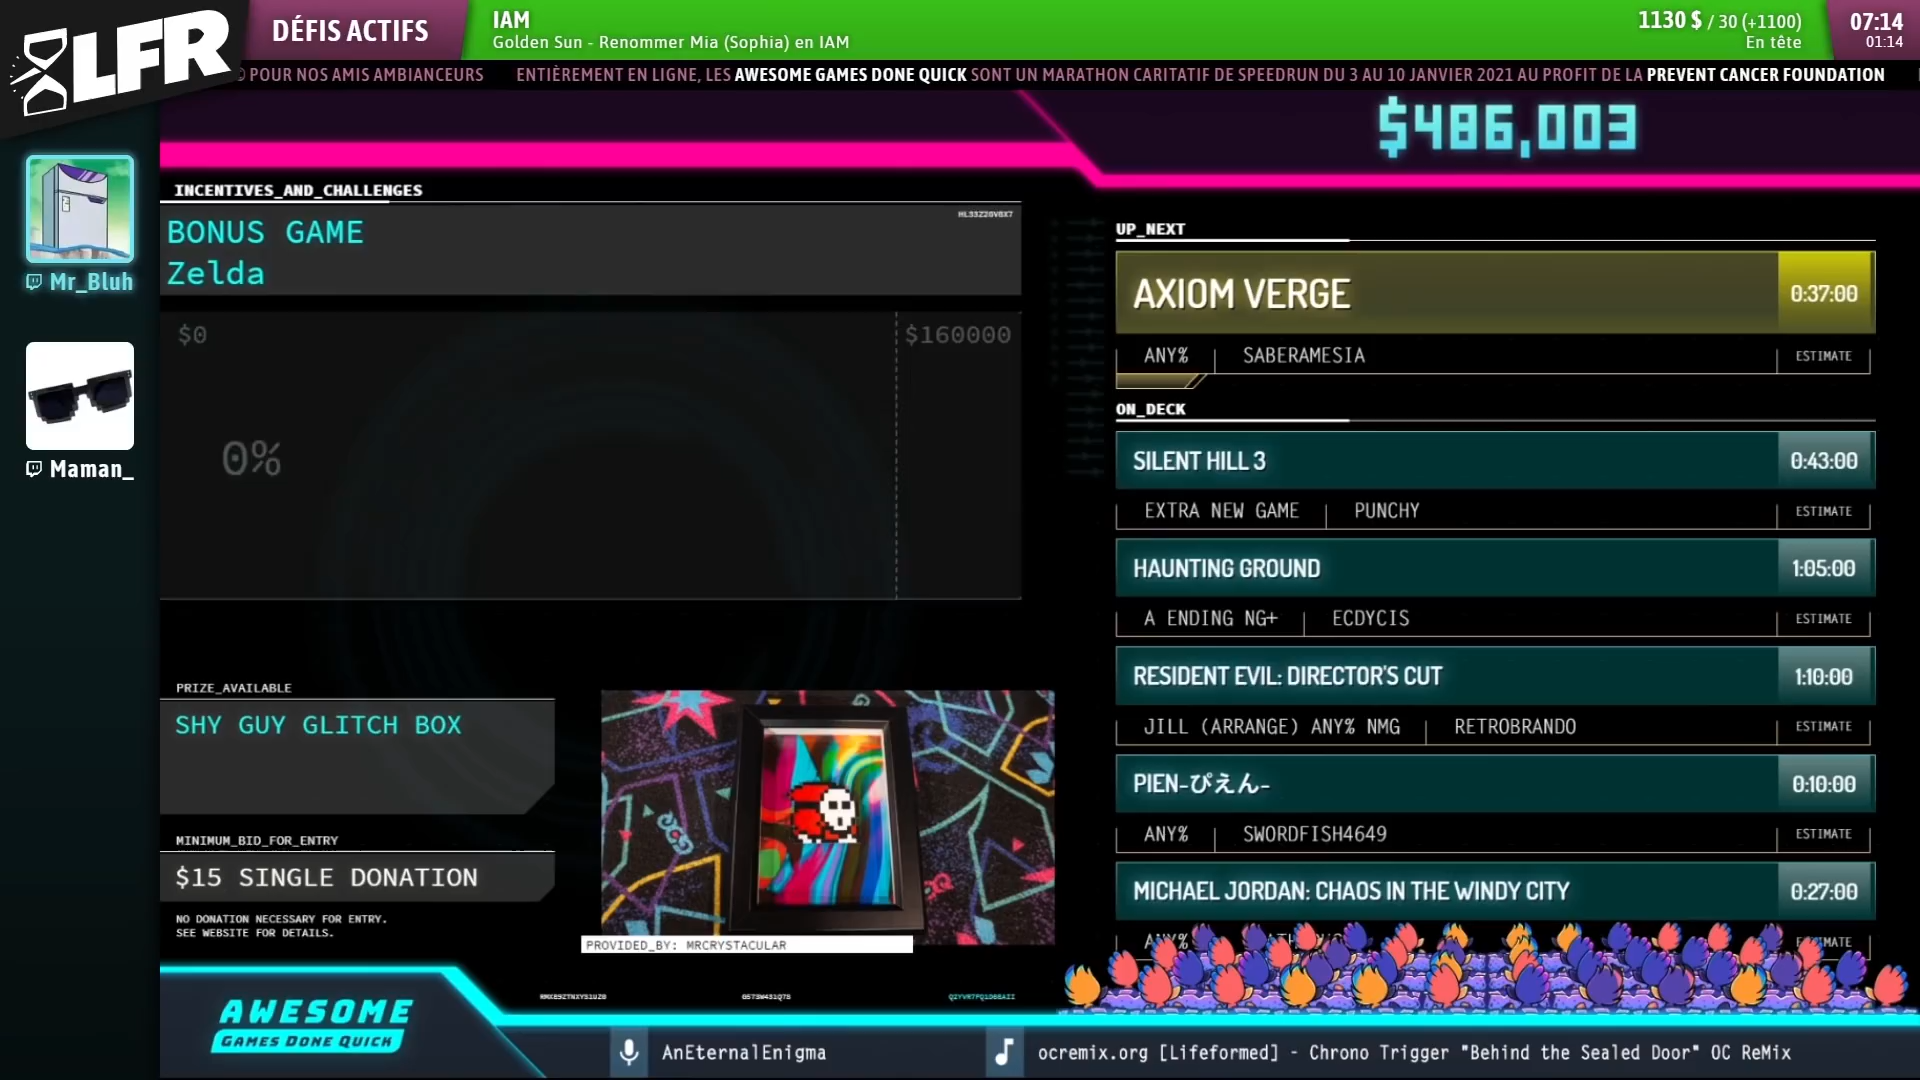 LFR
DÉFIS ACTIFS
IAM
Golden Sun - Renommer Mia (Sophia) en IAM
1130 $ / 30 (+1100)
En tête
07:14
01:14
POUR NOS AMIS AMBIANCEURS ENTIÈREMENT EN LIGNE, LES AWESOME GAMES DONE QUICK SONT UN MARATHON CARITATIF DE SPEEDRUN DU 3 AU 10 JANVIER 2021 AU PROFIT DE LA PREVENT CANCER FOUNDATION
$486,003
Mr_Bluh
Maman_
INCENTIVES_AND_CHALLENGES
BONUS GAME
Zelda
$0
$160000
0%
PRIZE_AVAILABLE
SHY GUY GLITCH BOX
MINIMUM_BID_FOR_ENTRY
$15 SINGLE DONATION
NO DONATION NECESSARY FOR ENTRY.
SEE WEBSITE FOR DETAILS.
PROVIDED_BY: MRCRYSTACULAR
UP_NEXT
AXIOM VERGE 0:37:00
ANY% SABERAMESIA ESTIMATE
ON_DECK
SILENT HILL 3 0:43:00
EXTRA NEW GAME PUNCHY ESTIMATE
HAUNTING GROUND 1:05:00
A ENDING NG+ ECDYCIS ESTIMATE
RESIDENT EVIL: DIRECTOR'S CUT 1:10:00
JILL (ARRANGE) ANY% NMG RETROBRANDO ESTIMATE
PIEN-ぴえん- 0:10:00
ANY% SWORDFISH4649 ESTIMATE
MICHAEL JORDAN: CHAOS IN THE WINDY CITY 0:27:00
ANY%
AWESOME
GAMES DONE QUICK
AnEternalEnigma
ocremix.org [Lifeformed] - Chrono Trigger "Behind the Sealed Door" OC ReMix